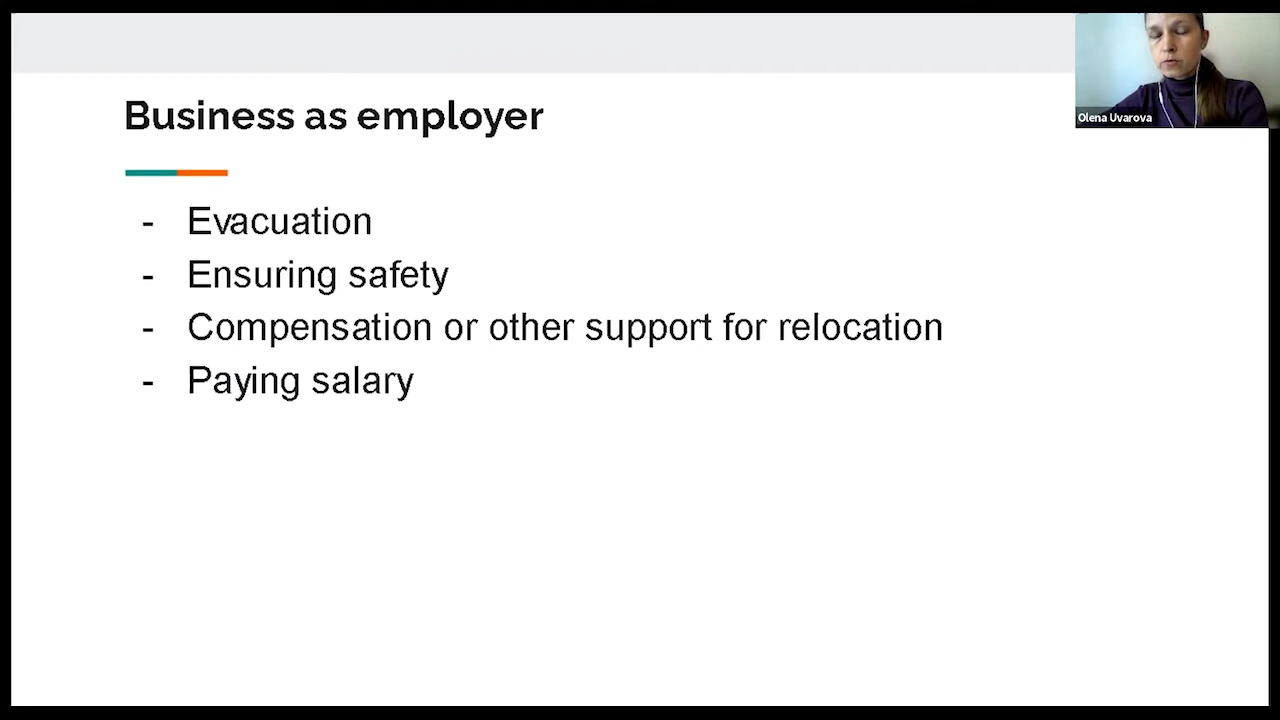 Business as employer
Olena Uvarova
- Evacuation
- Ensuring safety
- Compensation or other support for relocation
- Paying salary